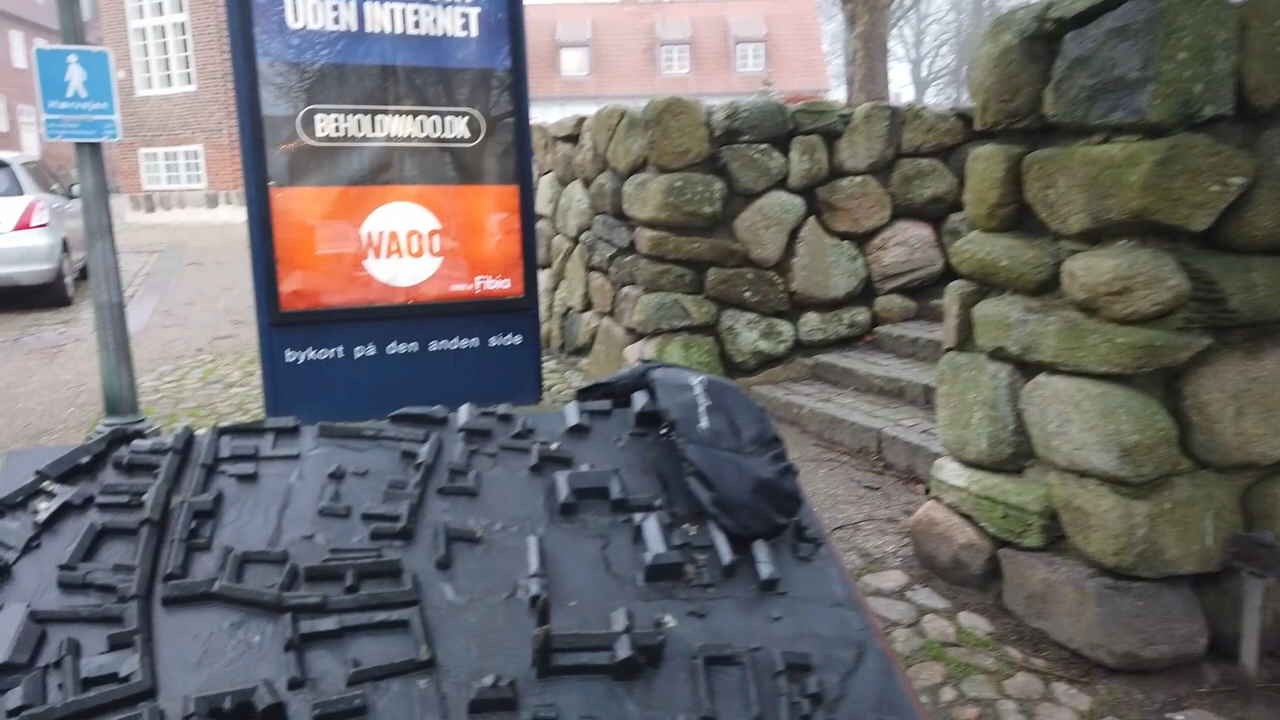 UDEN INTERNET
BEHOLDWAOO.DK
WAOO
Fibia
bykort på den anden side